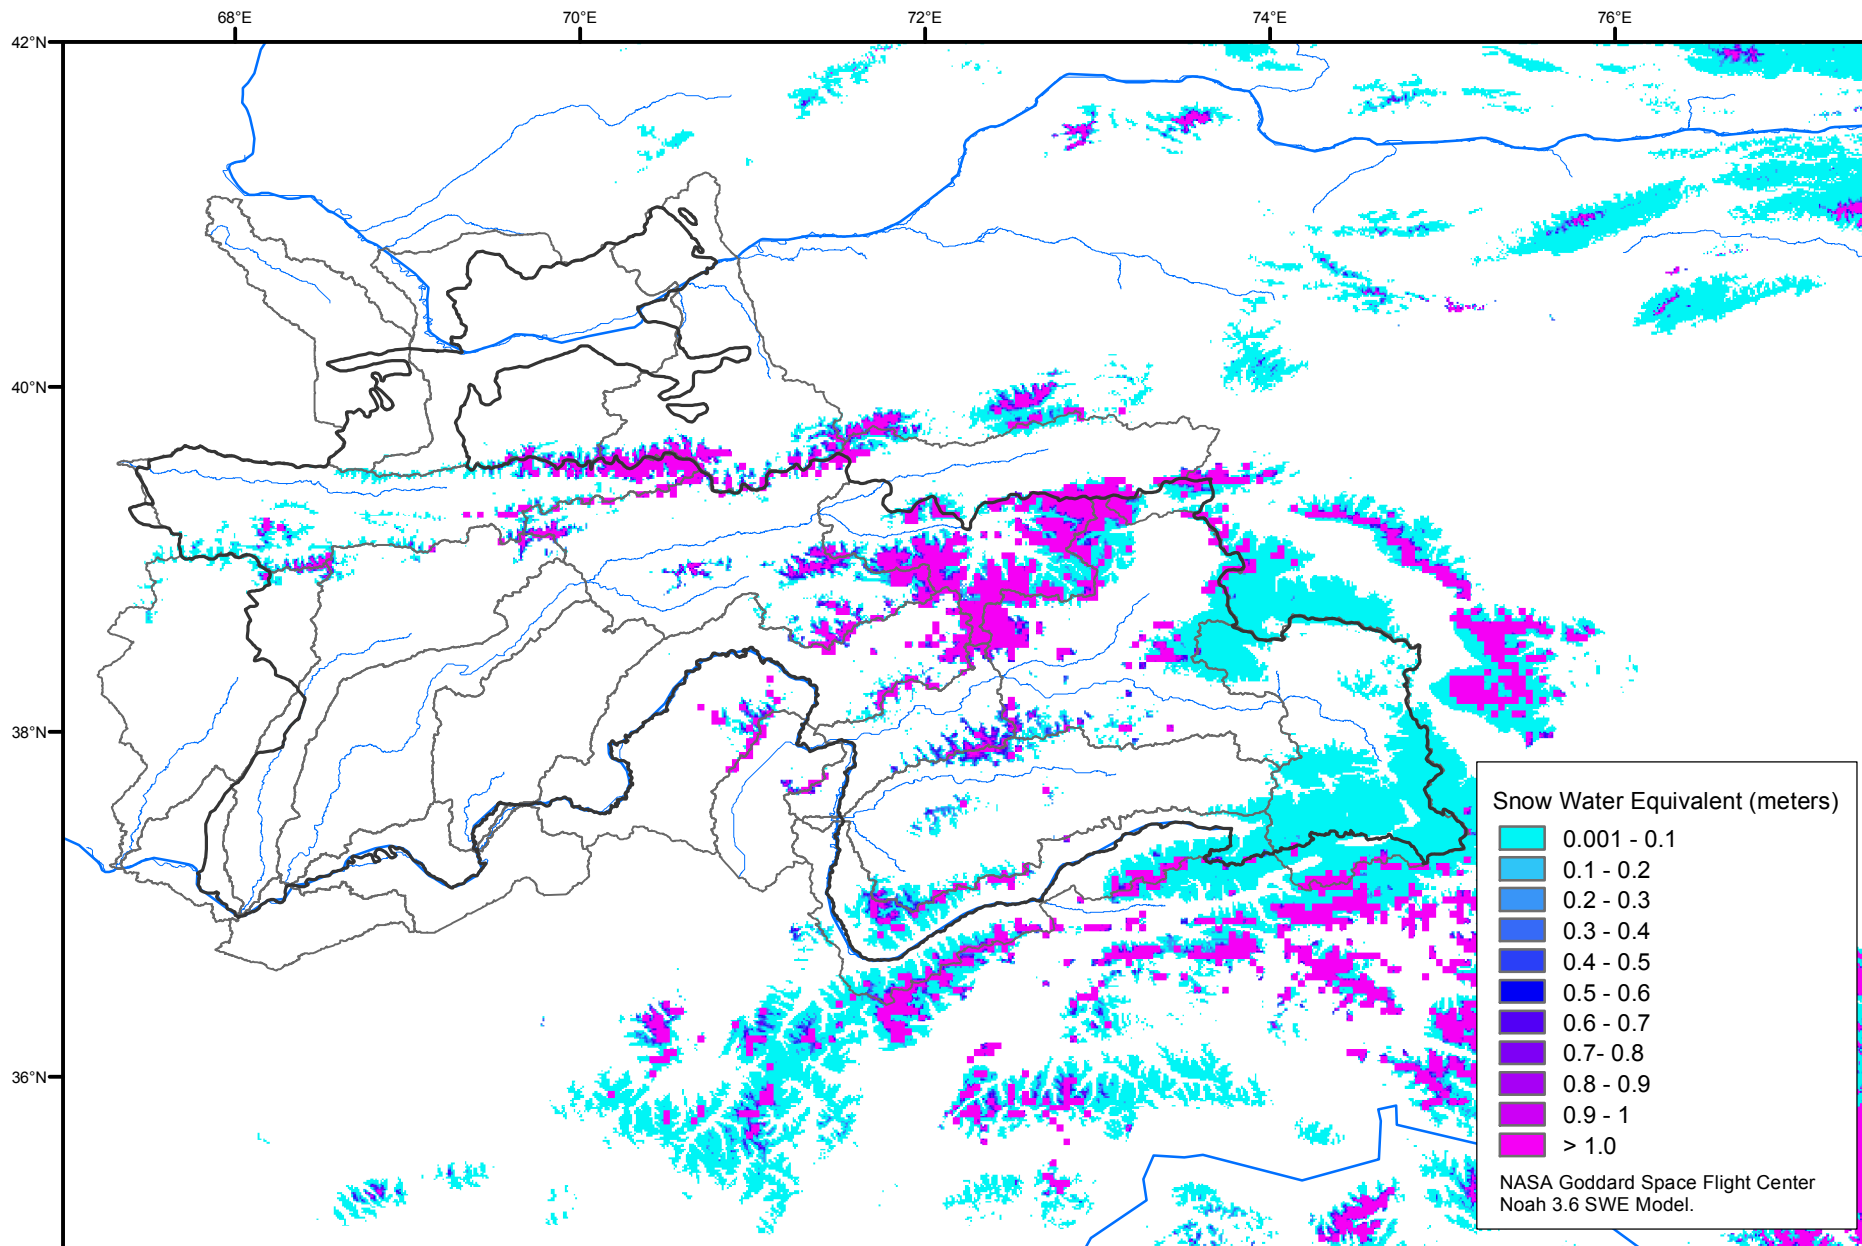 68°E 70°E 72°E 74°E 76°E
42°N
40°N
38°N
36°N
Snow Water Equivalent (meters)
0.001 - 0.1
0.1 - 0.2
0.2 - 0.3
0.3 - 0.4
0.4 - 0.5
0.5 - 0.6
0.6 - 0.7
0.7- 0.8
0.8 - 0.9
0.9 - 1
> 1.0
NASA Goddard Space Flight Center
Noah 3.6 SWE Model.